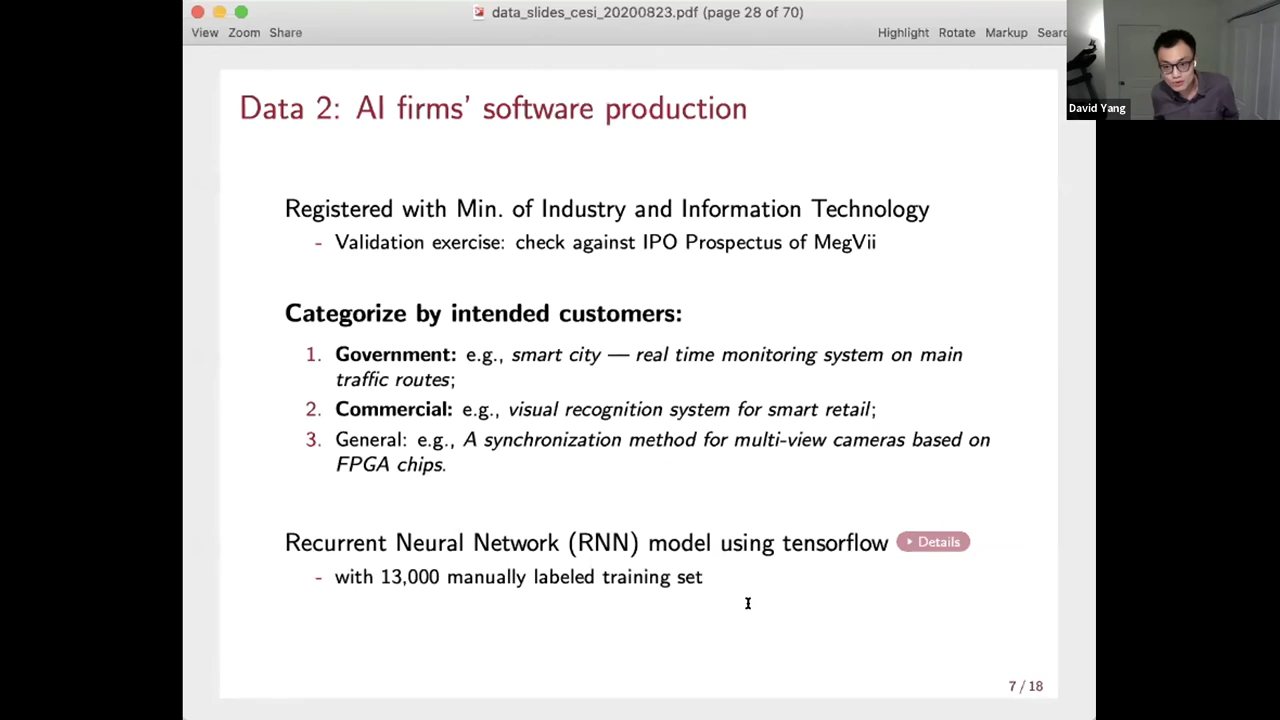 data_slides_cesi_20200823.pdf (page 28 of 70)
View Zoom Share
Highlight Rotate Markup Sear
David Yang
Data 2: AI firms' software production
Registered with Min. of Industry and Information Technology
- Validation exercise: check against IPO Prospectus of MegVii
Categorize by intended customers:
1. Government: e.g., smart city — real time monitoring system on main
traffic routes;
2. Commercial: e.g., visual recognition system for smart retail;
3. General: e.g., A synchronization method for multi-view cameras based on
FPGA chips.
Recurrent Neural Network (RNN) model using tensorflow Details
- with 13,000 manually labeled training set
7 / 18